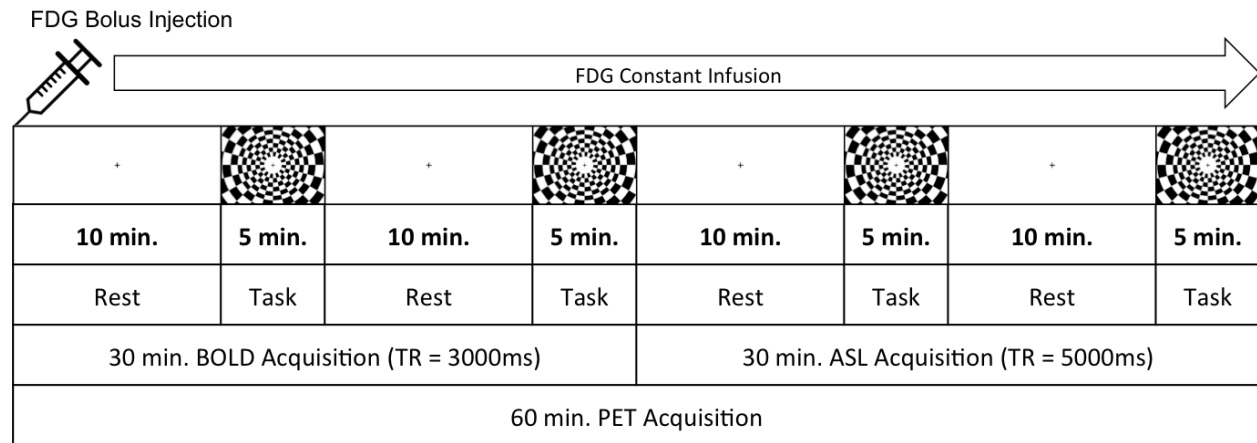 FDG Bolus Injection
FDG Constant Infusion
10 min. 5 min. 10 min. 5 min. 10 min. 5 min. 10 min. 5 min.
Rest Task Rest Task Rest Task Rest Task
30 min. BOLD Acquisition (TR = 3000ms) 30 min. ASL Acquisition (TR = 5000ms)
60 min. PET Acquisition